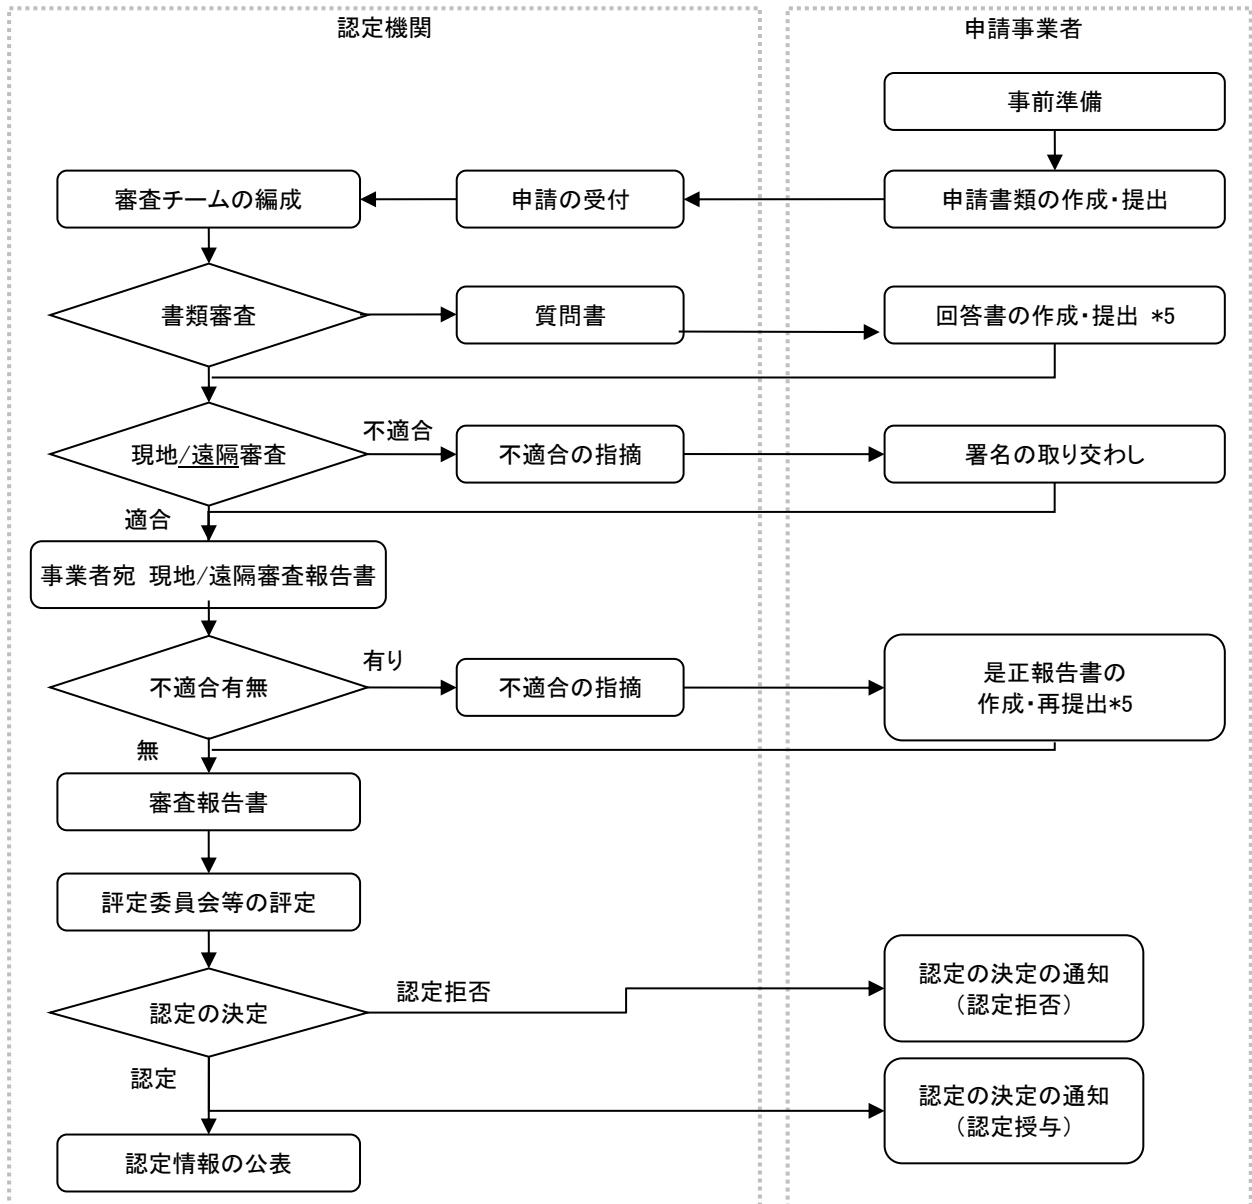 認定機関
申請事業者
事前準備
審査チームの編成
申請の受付
申請書類の作成・提出
書類審査
質問書
回答書の作成・提出 *5
現地/遠隔審査
不適合
不適合の指摘
署名の取り交わし
適合
事業者宛 現地/遠隔審査報告書
不適合有無
有り
不適合の指摘
是正報告書の
作成・再提出*5
無
審査報告書
評定委員会等の評定
認定の決定
認定拒否
認定の決定の通知
(認定拒否)
認定
認定の決定の通知
(認定授与)
認定情報の公表